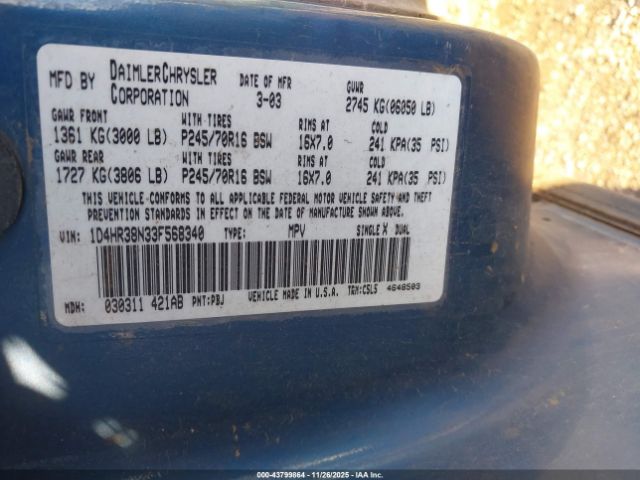 MFD BY DAIMLERCHRYSLER CORPORATION DATE OF MFR 3-03 GVWR 2745 KG(06050 LB)
GAWR FRONT WITH TIRES RIMS AT COLD
1361 KG(3000 LB) P245/70R16 BSW 16X7.0 241 KPA(35 PSI)
GAWR REAR WITH TIRES RIMS AT COLD
1727 KG(3806 LB) P245/70R16 BSW 16X7.0 241 KPA(35 PSI)
THIS VEHICLE CONFORMS TO ALL APPLICABLE FEDERAL MOTOR VEHICLE SAFETY AND THEFT
PREVENTION STANDARDS IN EFFECT ON THE DATE OF MANUFACTURE SHOWN ABOVE.
VIN: 1D4HR38N33F568340 TYPE: MPV SINGLE X DUAL
MDH: 030311 421AB PNT:PBJ VEHICLE MADE IN U.S.A. TRM:C5L5 4648503
000-43799864 | 11/26/2025 - IAA, Inc.